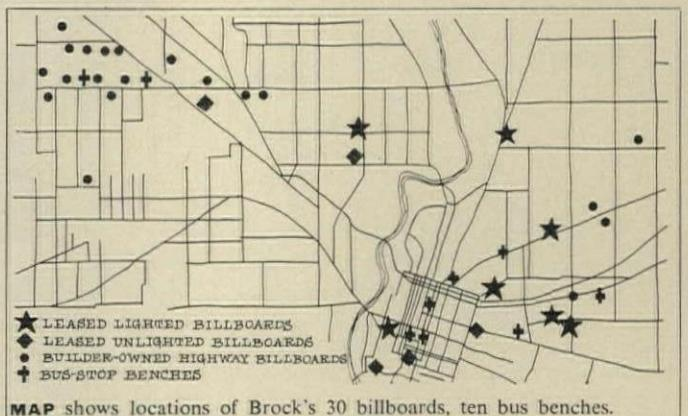 LEASED LIGHTED BILLBOARDS
LEASED UNLIGHTED BILLBOARDS
BUILDER-OWNED HIGHWAY BILLBOARDS
BUS-STOP BENCHES
MAP shows locations of Brock's 30 billboards, ten bus benches.